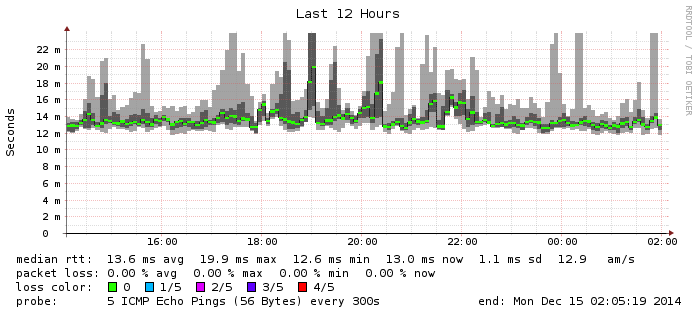 Last 12 Hours
RRDTOOL / TOBI OETIKER
Seconds
22 m
20 m
18 m
16 m
14 m
12 m
10 m
8 m
6 m
4 m
2 m
0
16:00 18:00 20:00 22:00 00:00 02:00
median rtt: 13.6 ms avg 19.9 ms max 12.6 ms min 13.0 ms now 1.1 ms sd 12.9 am/s
packet loss: 0.00 % avg 0.00 % max 0.00 % min 0.00 % now
loss color: 0 1/5 2/5 3/5 4/5
probe: 5 ICMP Echo Pings (56 Bytes) every 300s end: Mon Dec 15 02:05:19 2014